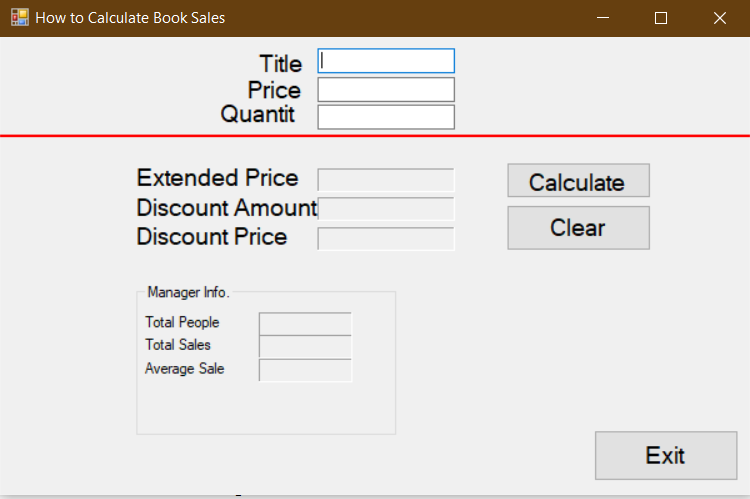 How to Calculate Book Sales
Title
Price
Quantit
Extended Price
Calculate
Discount Amount
Clear
Discount Price
Manager Info.
Total People
Total Sales
Average Sale
Exit